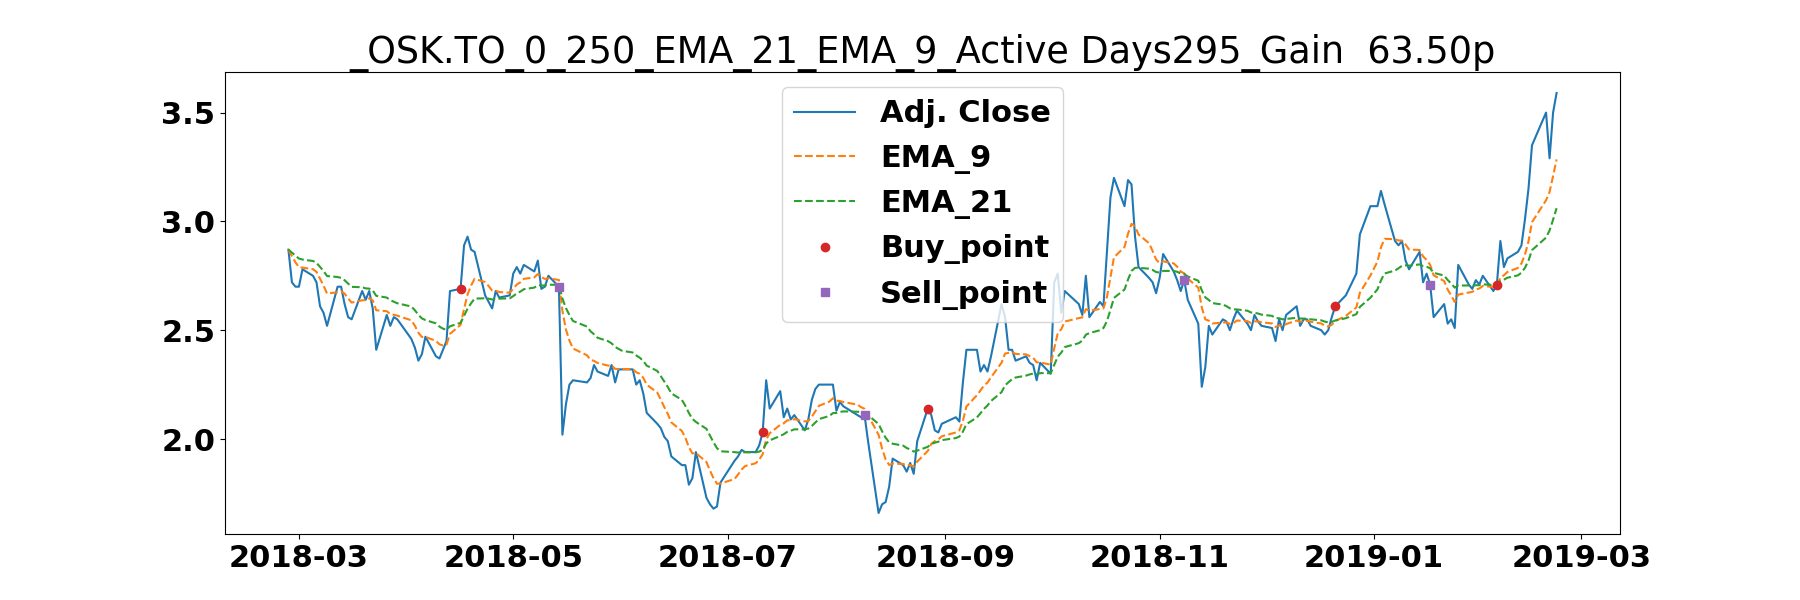 _OSK.TO_0_250_EMA_21_EMA_9_Active Days295_Gain  63.50p
3.5
3.0
2.5
2.0
Adj. Close
EMA_9
EMA_21
Buy_point
Sell_point
2018-03 2018-05 2018-07 2018-09 2018-11 2019-01 2019-03